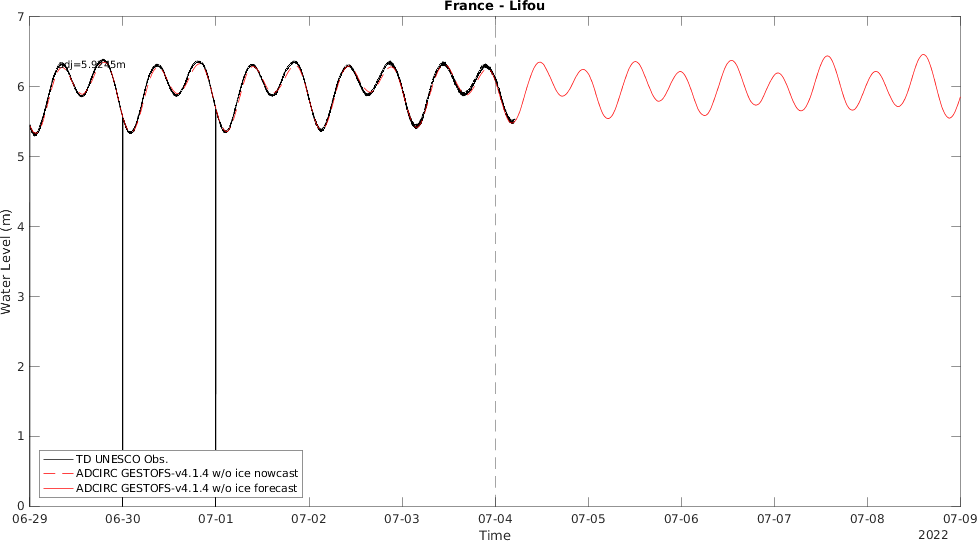 France - Lifou
7
6
5
4
3
2
1
0
Water Level (m)
adj=5.9245m
TD UNESCO Obs.
ADCIRC GESTOFS-v4.1.4 w/o ice nowcast
ADCIRC GESTOFS-v4.1.4 w/o ice forecast
06-29 06-30 07-01 07-02 07-03 07-04 07-05 07-06 07-07 07-08 07-09
Time
2022